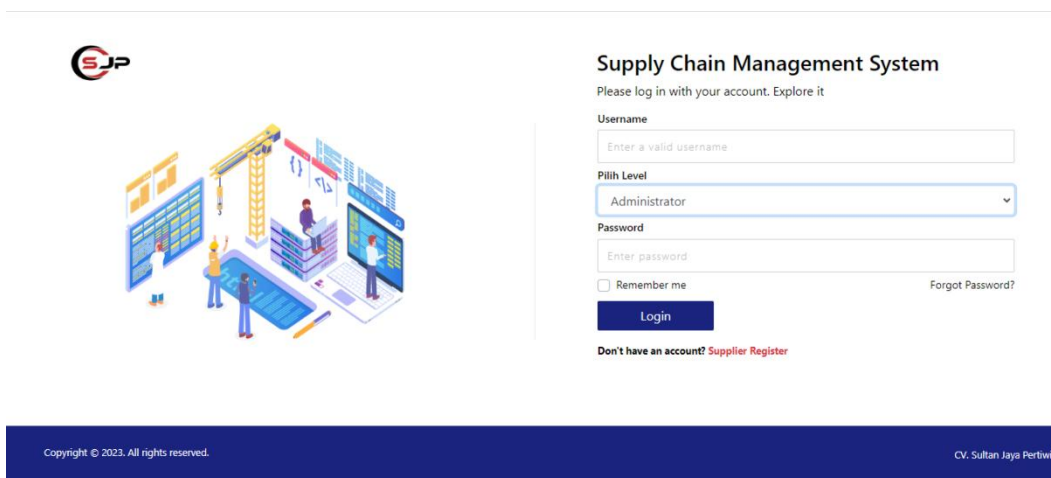 SJP
Supply Chain Management System
Please log in with your account. Explore it
Username
Enter a valid username
Pilih Level
Administrator
Password
Enter password
Remember me
Forgot Password?
Login
Don't have an account? Supplier Register
html
Copyright © 2023. All rights reserved.
CV. Sultan Jaya Pertiwi